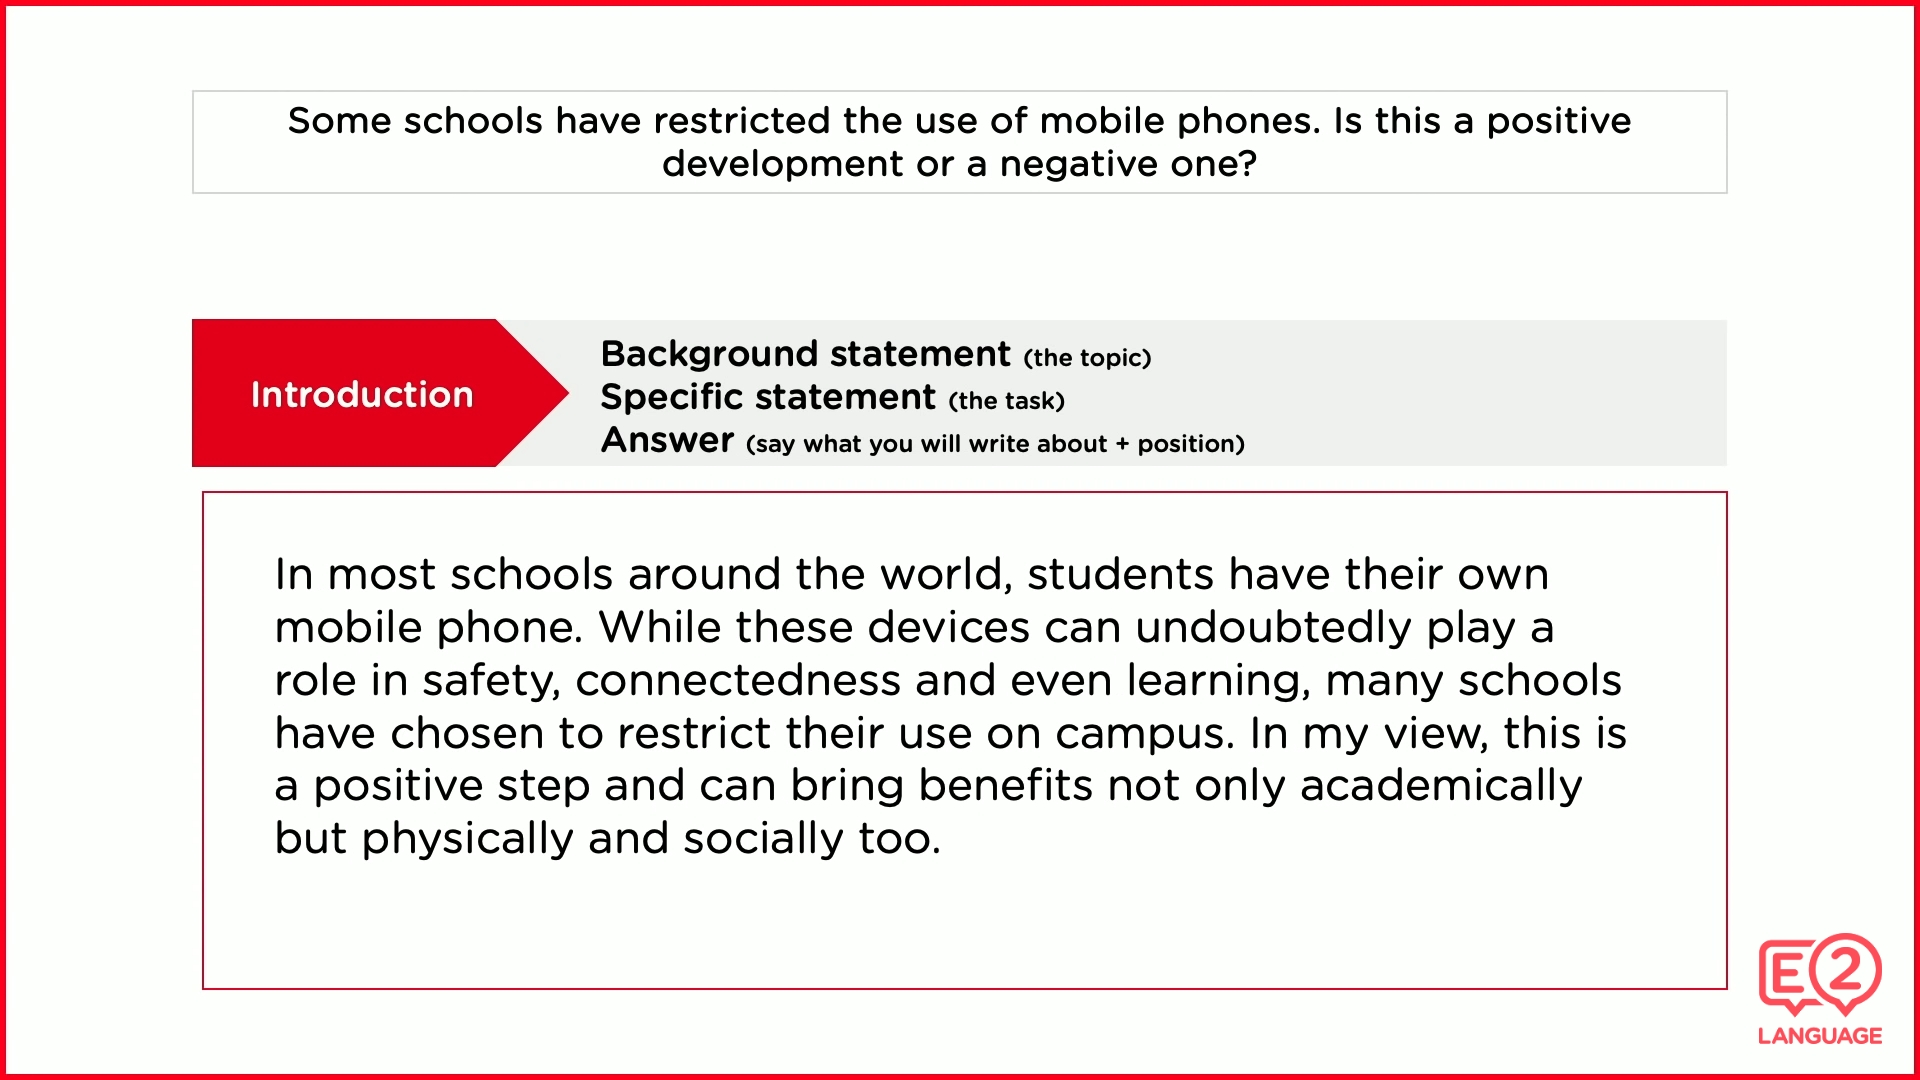 Some schools have restricted the use of mobile phones. Is this a positive
development or a negative one?
Introduction
Background statement (the topic)
Specific statement (the task)
Answer (say what you will write about + position)
In most schools around the world, students have their own
mobile phone. While these devices can undoubtedly play a
role in safety, connectedness and even learning, many schools
have chosen to restrict their use on campus. In my view, this is
a positive step and can bring benefits not only academically
but physically and socially too.
E2
LANGUAGE